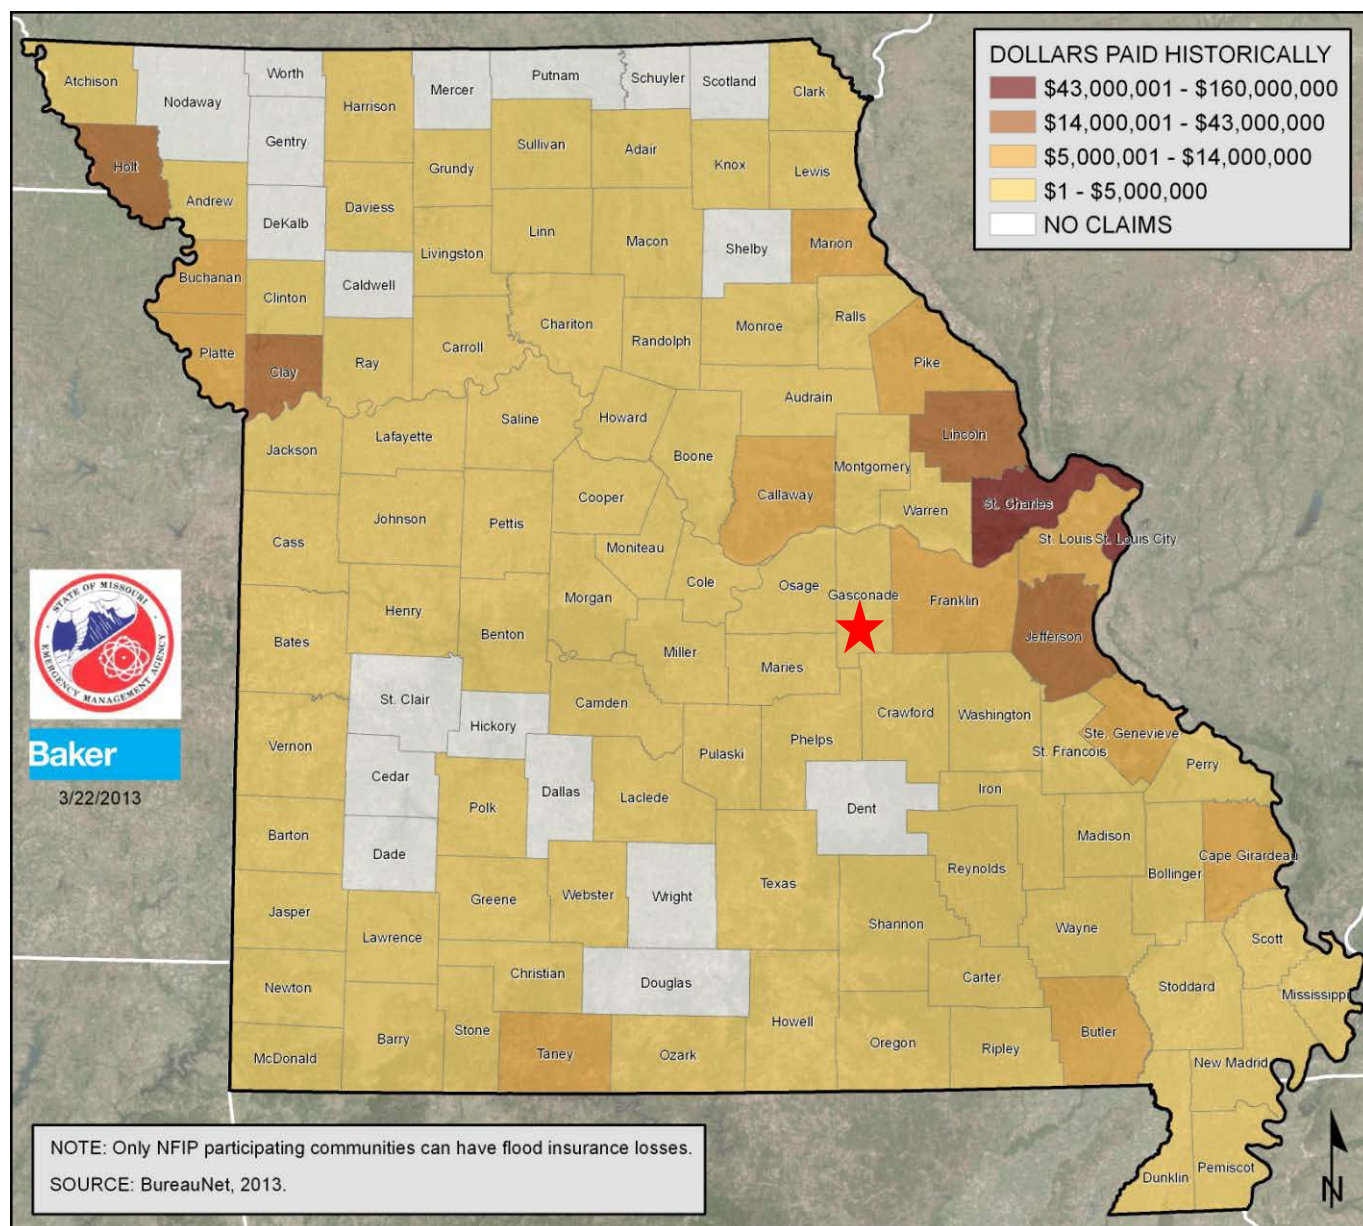 DOLLARS PAID HISTORICALLY
$43,000,001 - $160,000,000
$14,000,001 - $43,000,000
$5,000,001 - $14,000,000
$1 - $5,000,000
NO CLAIMS
Atchison
Nodaway
Worth
Harrison
Mercer
Putnam
Schuyler
Scotland
Clark
Gentry
Holt
Andrew
DeKalb
Daviess
Grundy
Sullivan
Adair
Knox
Lewis
Linn
Macon
Shelby
Marion
Livingston
Buchanan
Clinton
Caldwell
Chariton
Randolph
Monroe
Ralls
Pike
Platte
Clay
Ray
Carroll
Audrain
Saline
Howard
Boone
Lincoln
Jackson
Lafayette
Callaway
Montgomery
Warren
St. Charles
Cooper
Johnson
Pettis
Cass
Moniteau
St. Louis
St. Louis City
Cole
Osage
Gasconade
Franklin
Morgan
Henry
Benton
Bates
Miller
Maries
Jefferson
St. Clair
Hickory
Camden
Crawford
Washington
Vernon
Pulaski
Phelps
St. Francois
Ste. Genevieve
Perry
Cedar
Polk
Dallas
Laclede
Dent
Iron
Barton
Dade
Madison
Bollinger
Cape Girardeau
Jasper
Greene
Webster
Wright
Texas
Reynolds
Lawrence
Shannon
Wayne
Scott
Newton
Christian
Douglas
Carter
Stoddard
Mississippi
McDonald
Barry
Stone
Taney
Ozark
Howell
Oregon
Ripley
Butler
New Madrid
Dunklin
Pemiscot
STATE OF MISSOURI
EMERGENCY MANAGEMENT AGENCY
Baker
3/22/2013
NOTE: Only NFIP participating communities can have flood insurance losses.
SOURCE: BureauNet, 2013.
N